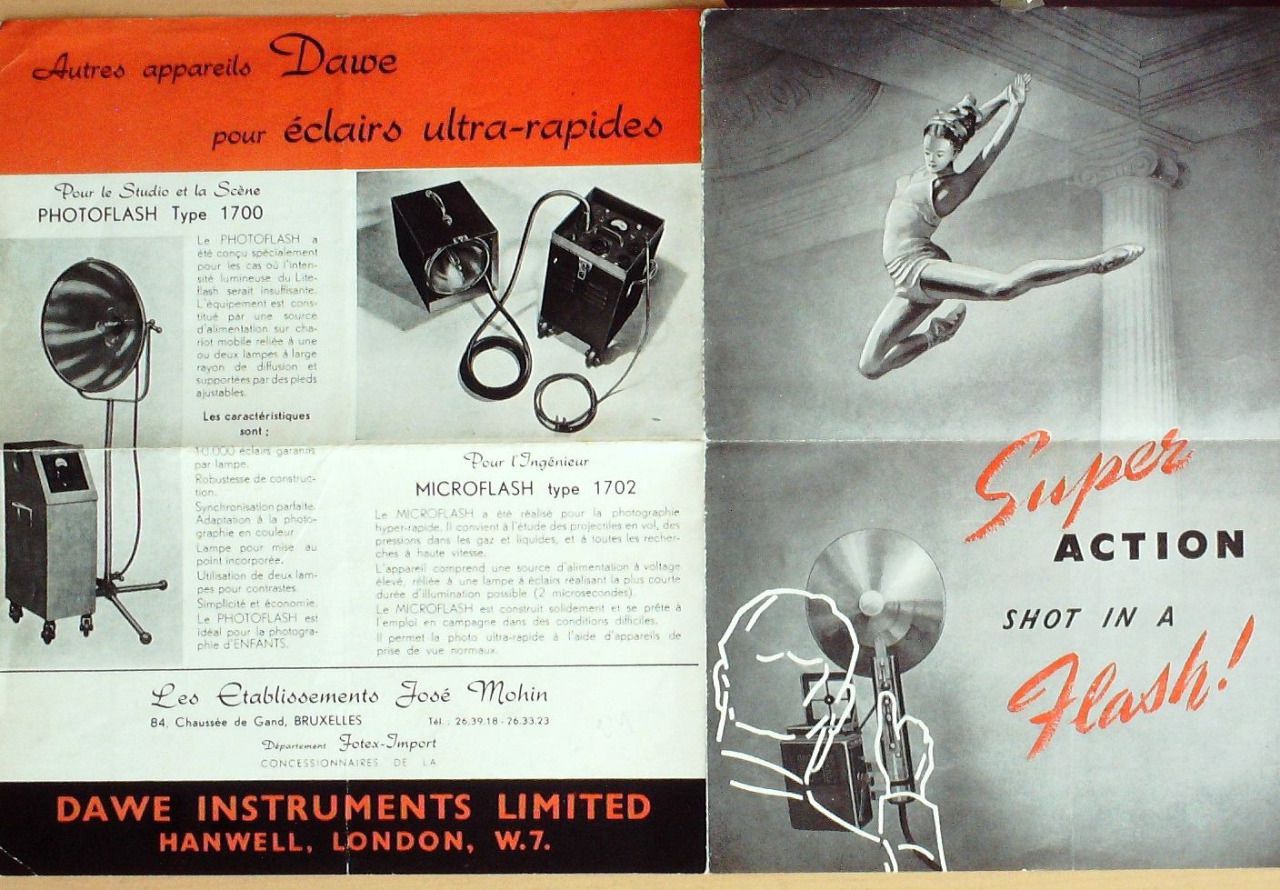 Autres appareils Dawe
pour éclairs ultra-rapides
Pour le Studio et la Scène
PHOTOFLASH Type 1700
Le PHOTOFLASH a
été conçu spécialement
pour les cas où l'inten-
sité lumineuse du Lite-
flash serait insuffisante.
L'équipement est cons-
titué par une source
d'alimentation sur cha-
riot mobile reliée à une
ou deux lampes à large
rayon de diffusion et
supportées par des pieds
ajustables.
Les caractéristiques
sont :
10.000 éclairs garantis
par lampe.
Robustesse de construc-
tion.
Synchronisation parfaite.
Adaptation à la photo-
graphie en couleur
Lampe pour mise au
point incorporée.
Utilisation de deux lam-
pes pour contrastes.
Simplicité et économie.
Le PHOTOFLASH est
idéal pour la photogra-
phie d'ENFANTS.
Pour l'Ingénieur
MICROFLASH type 1702
Le MICROFLASH a été réalisé pour la photographie
hyper-rapide. Il convient à l'étude des projectiles en vol, des
pressions dans les gaz et liquides, et à toutes les recher-
ches à haute vitesse.
L'appareil comprend une source d'alimentation à voltage
élevé, réliée à une lampe à éclairs réalisant la plus courte
durée d'illumination possible (2 microsecondes).
Le MICROFLASH est construit solidement et se prête à
l'emploi en campagne dans des conditions difficiles.
Il permet la photo ultra-rapide à l'aide d'appareils de
prise de vue normaux.
Les Etablissements José Mohin
84, Chaussée de Gand, BRUXELLES Tél. : 26.39.18 - 26.33.23
Département Fotex-Import
CONCESSIONNAIRES DE LA
DAWE INSTRUMENTS LIMITED
HANWELL, LONDON, W.7.
Super
ACTION
SHOT IN A
Flash!